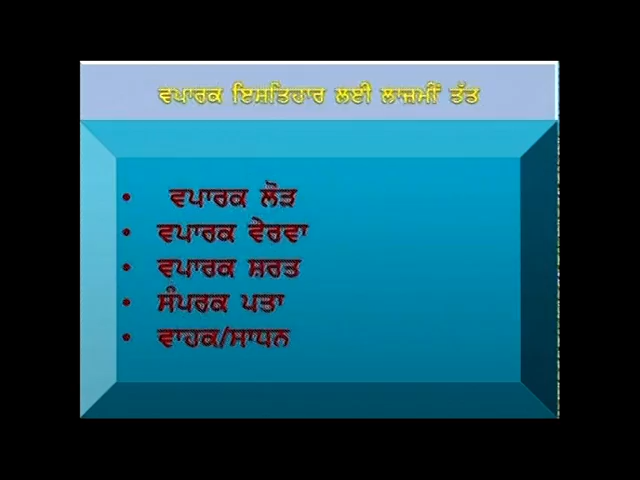 ਵਪਾਰਕ ਇਸ਼ਤਿਹਾਰ ਲਈ ਲਾਜ਼ਮੀਂ ਤੱਤ
• ਵਪਾਰਕ ਲੋੜ
• ਵਪਾਰਕ ਵੇਰਵਾ
• ਵਪਾਰਕ ਸ਼ਰਤ
• ਸੰਪਰਕ ਪਤਾ
• ਵਾਹਕ/ਸਾਧਨ